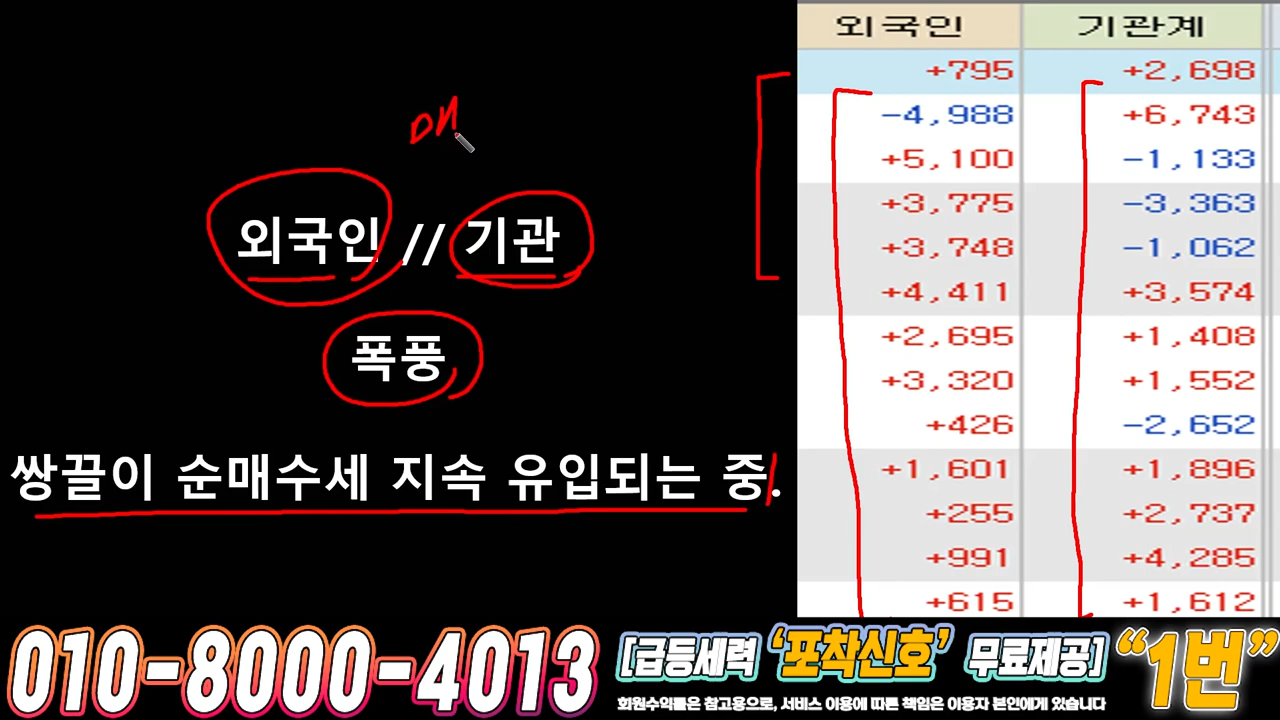 외국인 // 기관
폭풍
쌍끌이 순매수세 지속 유입되는 중.
외국인 기관계
+795 +2,698
-4,988 +6,743
+5,100 -1,133
+3,775 -3,363
+3,748 -1,062
+4,411 +3,574
+2,695 +1,408
+3,320 +1,552
+426 -2,652
+1,601 +1,896
+255 +2,737
+991 +4,285
+615 +1,612
010-8000-4013
[급등세력 '포착신호' 무료제공] "1번"
회원수익률은 참고용으로, 서비스 이용에 따른 책임은 이용자 본인에게 있습니다